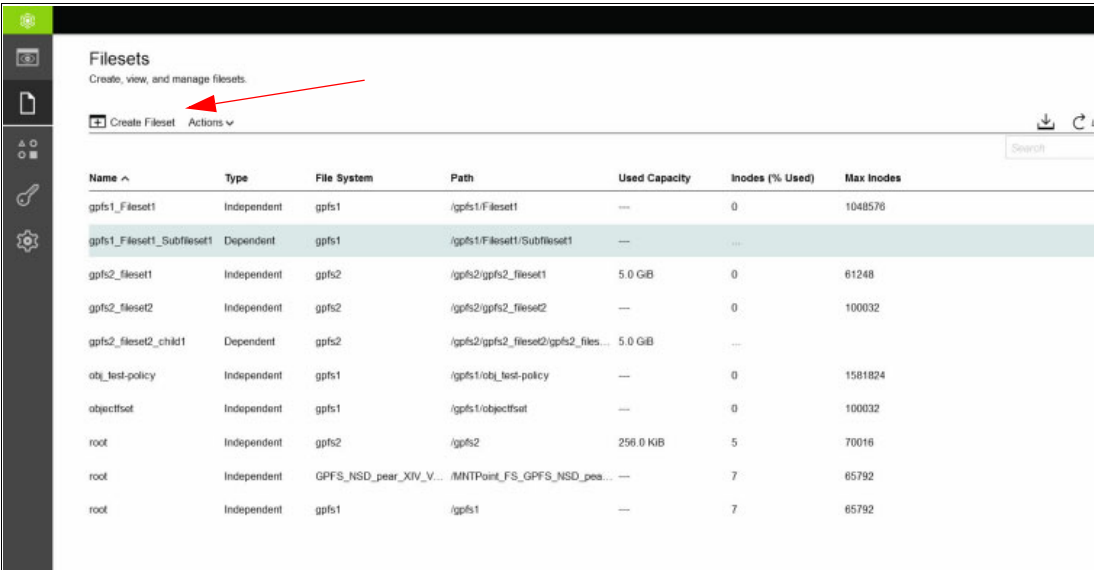 Filesets
Create, view, and manage filesets.
Create Fileset Actions
Search
Name Type File System Path Used Capacity Inodes (% Used) Max Inodes
gpfs1_Fileset1 Independent gpfs1 /gpfs1/Fileset1 --- 0 1048576
gpfs1_Fileset1_Subfileset1 Dependent gpfs1 /gpfs1/Fileset1/Subfileset1 --- ...
gpfs2_fileset1 Independent gpfs2 /gpfs2/gpfs2_fileset1 5.0 GiB 0 61248
gpfs2_fileset2 Independent gpfs2 /gpfs2/gpfs2_fileset2 --- 0 100032
gpfs2_fileset2_child1 Dependent gpfs2 /gpfs2/gpfs2_fileset2/gpfs2_files... 5.0 GiB ...
obj_test-policy Independent gpfs1 /gpfs1/obj_test-policy --- 0 1581824
objectfset Independent gpfs1 /gpfs1/objectfset --- 0 100032
root Independent gpfs2 /gpfs2 256.0 KiB 5 70016
root Independent GPFS_NSD_pear_XIV_V... /MNTPoint_FS_GPFS_NSD_pea... --- 7 65792
root Independent gpfs1 /gpfs1 --- 7 65792